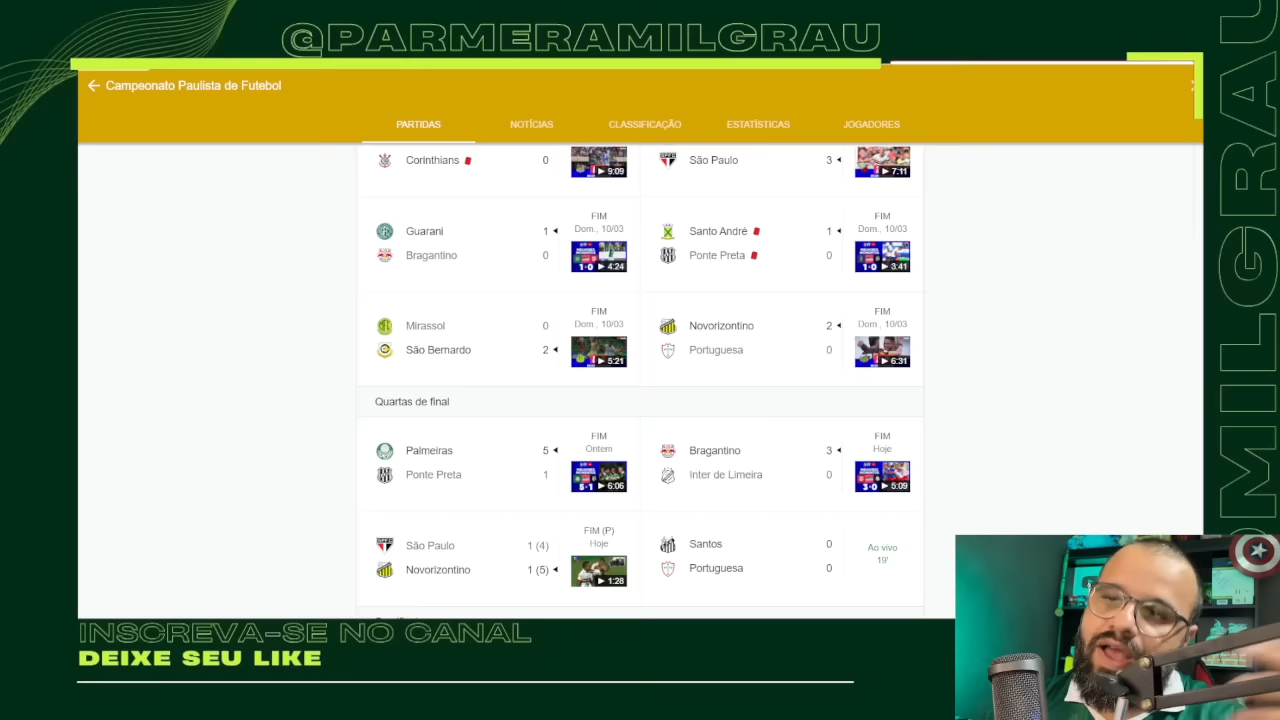 @PARMERAMILGRAU
Campeonato Paulista de Futebol
PARTIDAS NOTÍCIAS CLASSIFICAÇÃO ESTATÍSTICAS JOGADORES
Corinthians 0 9:09
São Paulo 3 7:11
FIM
Guarani 1 Dom., 10/03
Bragantino 0 1-0 4:24
FIM
Santo André 1 Dom., 10/03
Ponte Preta 0 1-0 3:41
FIM
Mirassol 0 Dom., 10/03
São Bernardo 2 5:21
FIM
Novorizontino 2 Dom., 10/03
Portuguesa 0 6:31
Quartas de final
FIM
Palmeiras 5 Ontem
Ponte Preta 1 5-1 6:06
FIM
Bragantino 3 Hoje
Inter de Limeira 0 3-0 5:09
FIM (P)
São Paulo 1 (4) Hoje
Novorizontino 1 (5) 1:28
Santos 0 Ao vivo
Portuguesa 0 19'
INSCREVA-SE NO CANAL
DEIXE SEU LIKE
OMILGRAU